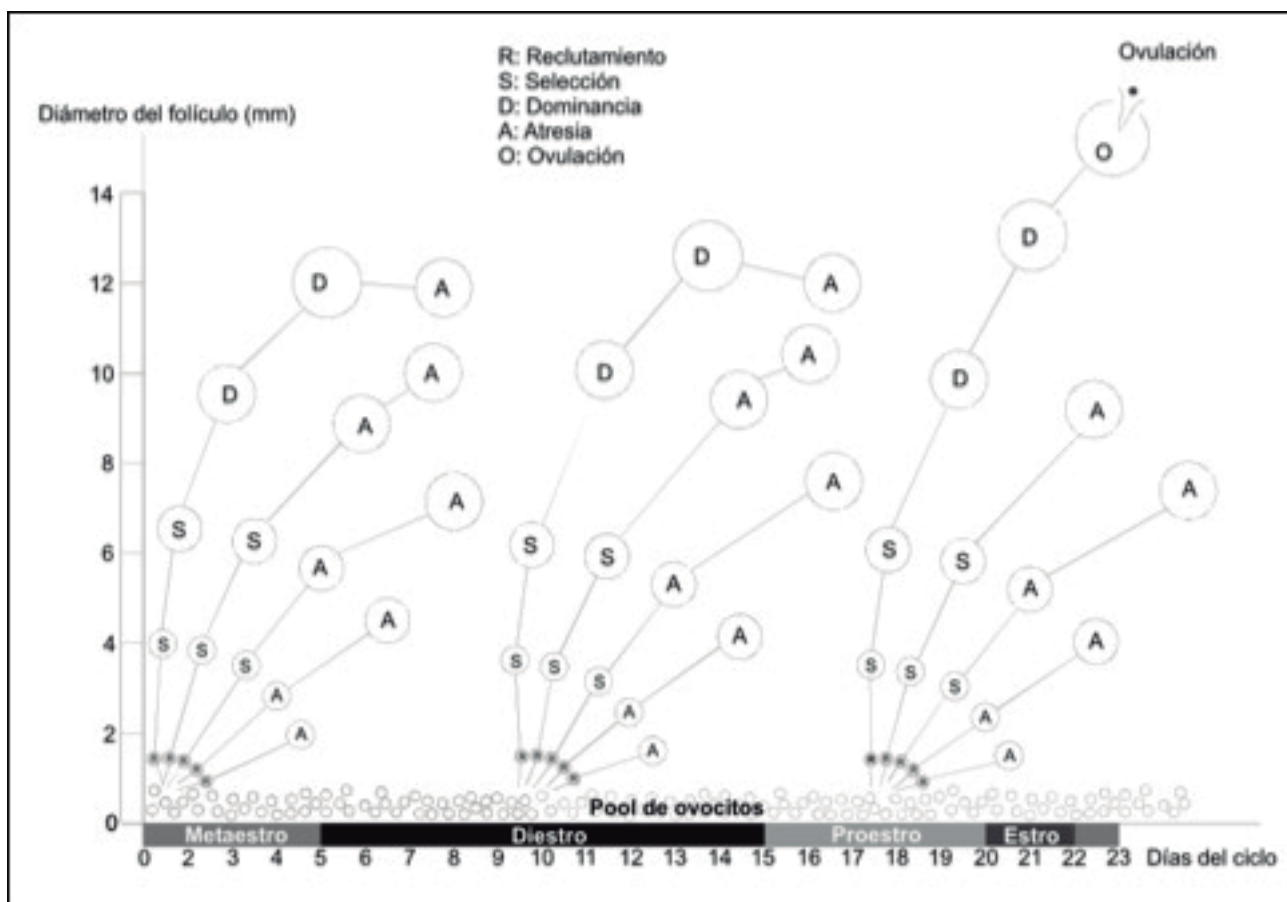 R: Reclutamiento
S: Selección
D: Dominancia
A: Atresia
O: Ovulación
Ovulación
Diámetro del folículo (mm)
14
12
10
8
6
4
2
0
O
D
D
D
A
D
A
D
D
D
A
A
A
A
A
A
A
A
A
S
S
S
S
S
S
A
A
A
A
A
A
S
S
S
S
S
S
S
S
S
A
A
A
A
A
A
Pool de ovocitos
Metaestro
Diestro
Proestro
Estro
0 2 3 4 5 6 7 8 9 10 11 12 13 14 15 16 17 18 19 20 21 22 23 Días del ciclo